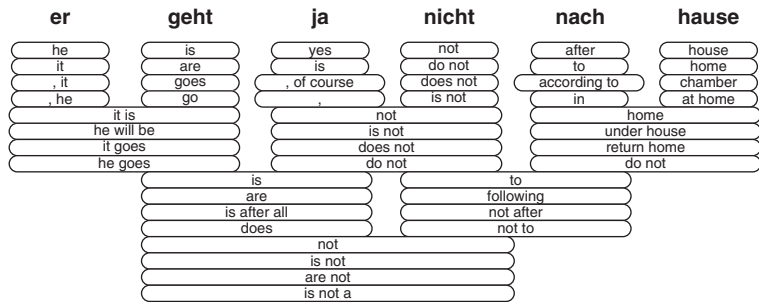 er geht ja nicht nach hause
he is yes not after house
it are is do not to home
, it goes , of course does not according to chamber
, he go , is not in at home
it is not home
he will be is not under house
it goes does not return home
he goes do not do not
is to
are following
is after all not after
does not to
not
is not
are not
is not a